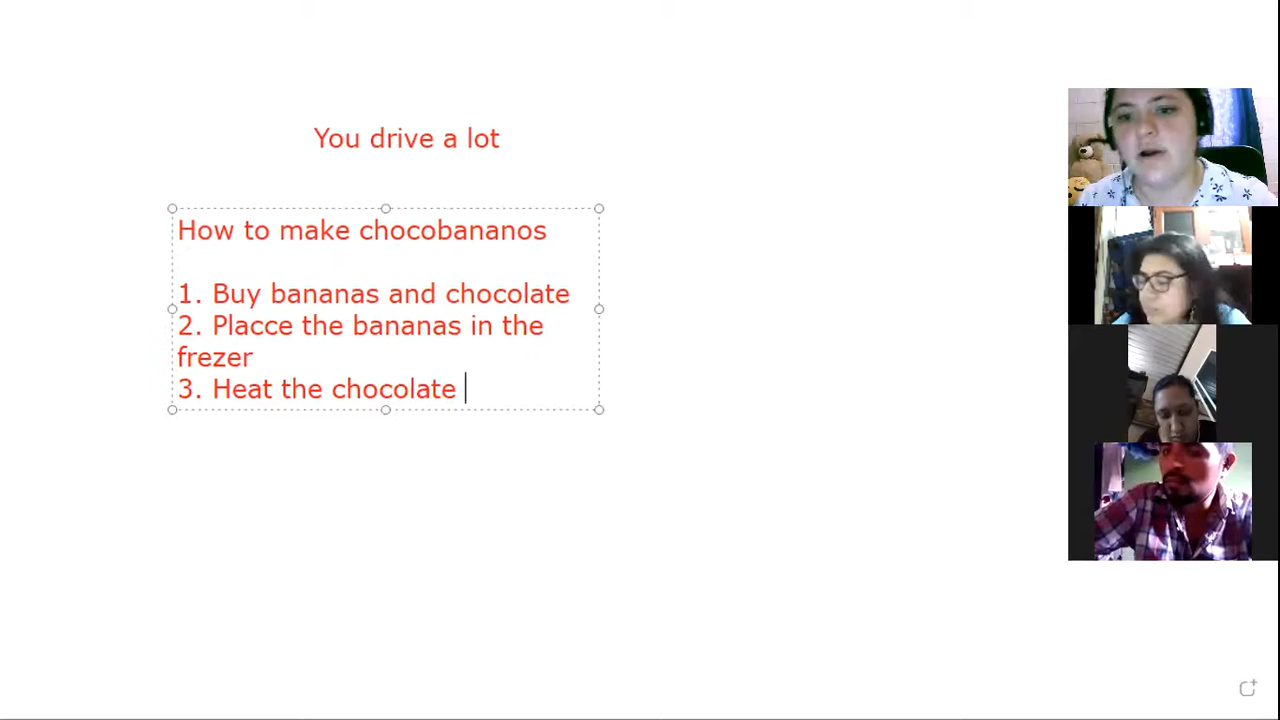 You drive a lot
How to make chocobananos
1. Buy bananas and chocolate
2. Placce the bananas in the
frezer
3. Heat the chocolate